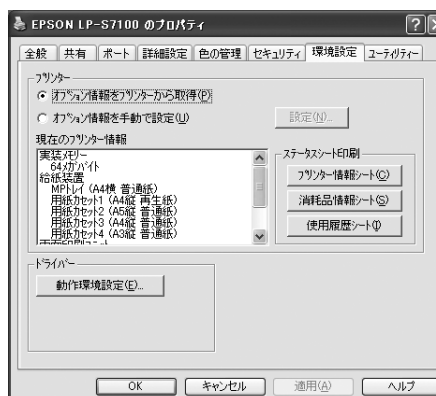 EPSON LP-S7100 のプロパティ
全般 共有 ポート 詳細設定 色の管理 セキュリティ 環境設定 ユーティリティー
プリンター
オプション情報をプリンターから取得(P)
オプション情報を手動で設定(U)
設定(N)...
現在のプリンター情報
実装メモリー
64メガバイト
給紙装置
MPトレイ (A4横 普通紙)
用紙カセット1 (A4縦 再生紙)
用紙カセット2 (A5縦 普通紙)
用紙カセット3 (A4縦 普通紙)
用紙カセット4 (A3縦 普通紙)
両面印刷ユニット
ステータスシート印刷
プリンター情報シート(C)
消耗品情報シート(S)
使用履歴シート(I)
ドライバー
動作環境設定(E)...
OK キャンセル 適用(A) ヘルプ